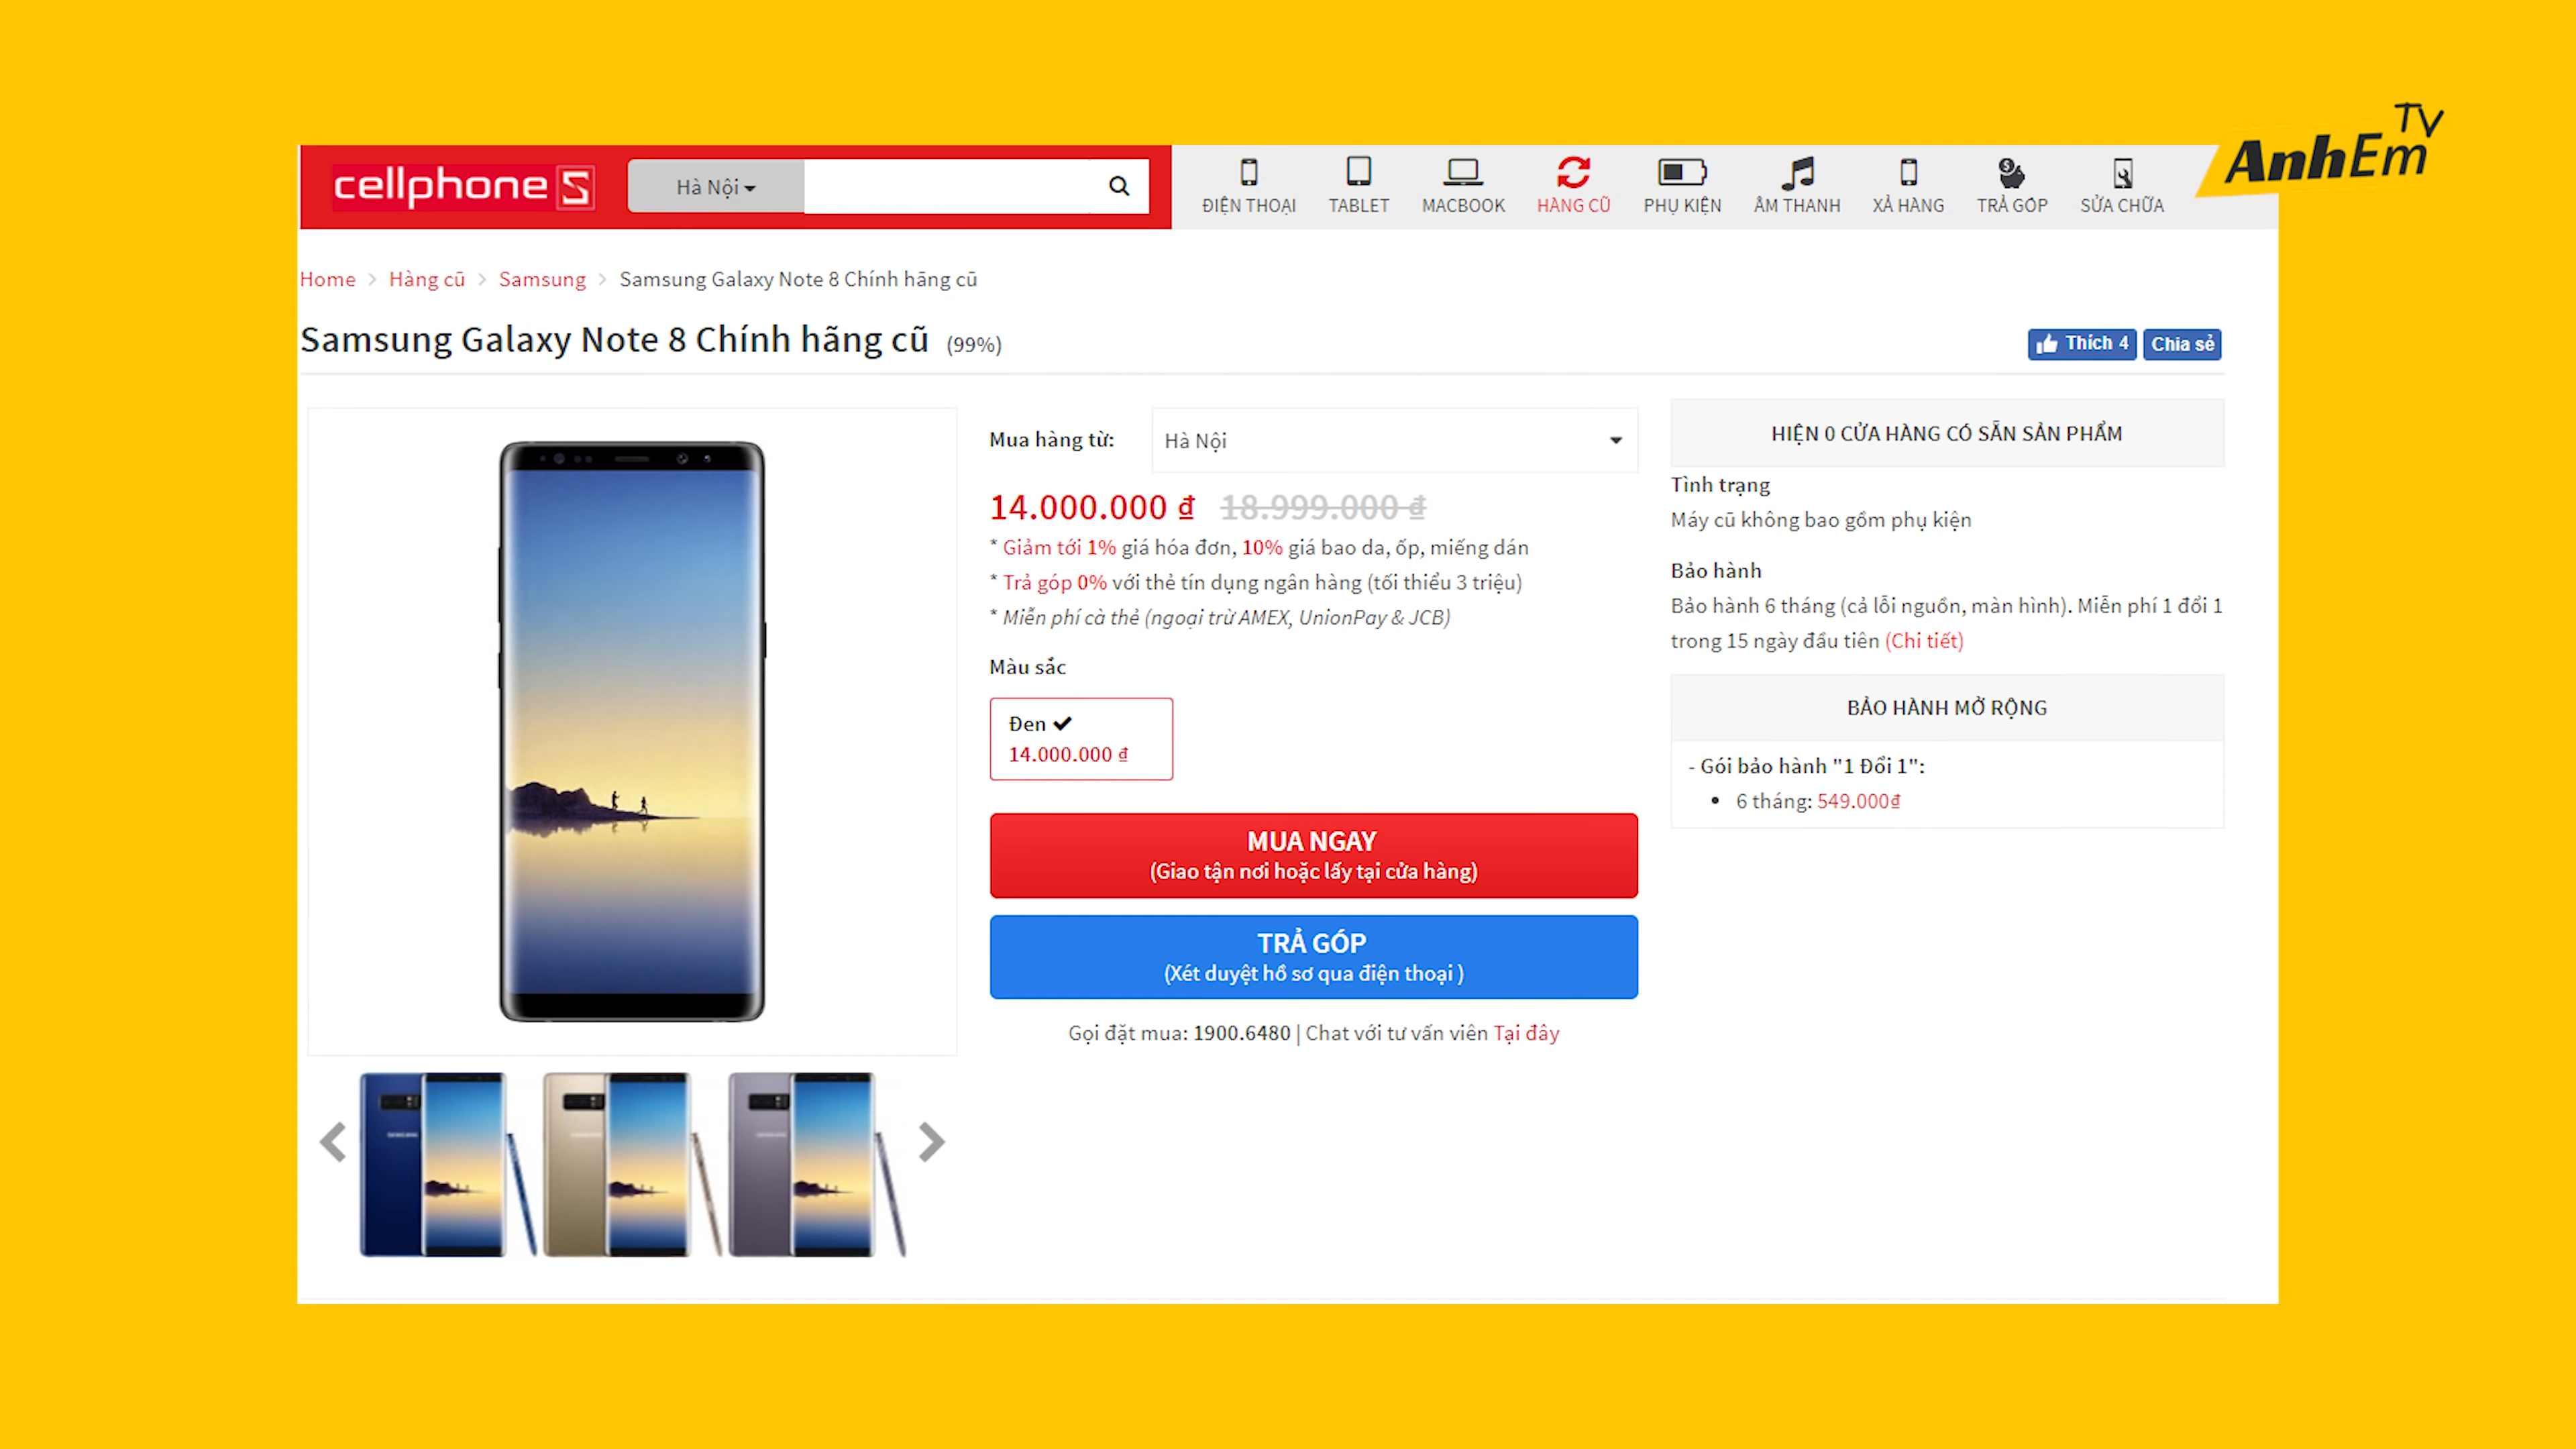 AnhEm TV
cellphone S
Hà Nội
ĐIỆN THOẠI
TABLET
MACBOOK
HÀNG CŨ
PHỤ KIỆN
ÂM THANH
XẢ HÀNG
TRẢ GÓP
SỬA CHỮA
Home > Hàng cũ > Samsung > Samsung Galaxy Note 8 Chính hãng cũ
Samsung Galaxy Note 8 Chính hãng cũ (99%)
Thích 4
Chia sẻ
Mua hàng từ: Hà Nội
14.000.000 ₫ 18.999.000 ₫
* Giảm tới 1% giá hóa đơn, 10% giá bao da, ốp, miếng dán
* Trả góp 0% với thẻ tín dụng ngân hàng (tối thiểu 3 triệu)
* Miễn phí cà thẻ (ngoại trừ AMEX, UnionPay & JCB)
Màu sắc
Đen
14.000.000 ₫
MUA NGAY
(Giao tận nơi hoặc lấy tại cửa hàng)
TRẢ GÓP
(Xét duyệt hồ sơ qua điện thoại )
Gọi đặt mua: 1900.6480 | Chat với tư vấn viên Tại đây
HIỆN 0 CỬA HÀNG CÓ SẴN SẢN PHẨM
Tình trạng
Máy cũ không bao gồm phụ kiện
Bảo hành
Bảo hành 6 tháng (cả lỗi nguồn, màn hình). Miễn phí 1 đổi 1
trong 15 ngày đầu tiên (Chi tiết)
BẢO HÀNH MỞ RỘNG
- Gói bảo hành "1 Đổi 1":
• 6 tháng: 549.000₫